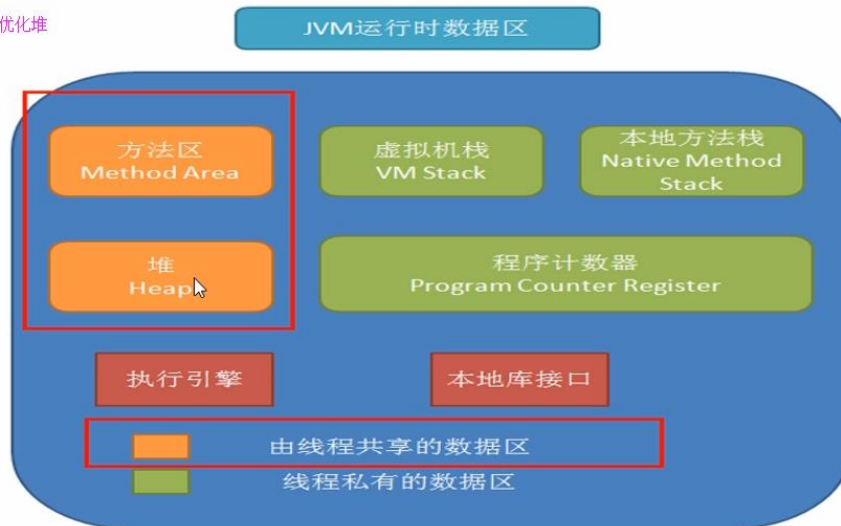 优化堆
JVM运行时数据区
方法区
Method Area
虚拟机栈
VM Stack
本地方法栈
Native Method
Stack
堆
Heap
程序计数器
Program Counter Register
执行引擎
本地库接口
由线程共享的数据区
线程私有的数据区